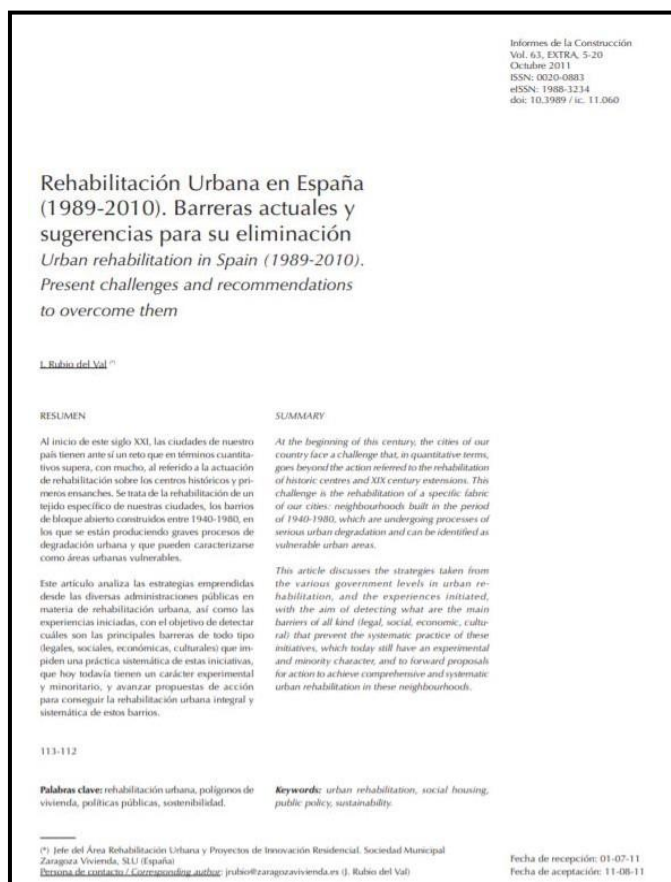 Informes de la Construcción
Vol. 63, EXTRA, 5-20
Octubre 2011
ISSN: 0020-0883
eISSN: 1988-3234
doi: 10.3989 / ic. 11.060
Rehabilitación Urbana en España
(1989-2010). Barreras actuales y
sugerencias para su eliminación
Urban rehabilitation in Spain (1989-2010).
Present challenges and recommendations
to overcome them
J. Rubio del Val (*)
RESUMEN
Al inicio de este siglo XXI, las ciudades de nuestro
país tienen ante sí un reto que en términos cuantita-
tivos supera, con mucho, al referido a la actuación
de rehabilitación sobre los centros históricos y pri-
meros ensanches. Se trata de la rehabilitación de un
tejido específico de nuestras ciudades, los barrios
de bloque abierto construidos entre 1940-1980, en
los que se están produciendo graves procesos de
degradación urbana y que pueden caracterizarse
como áreas urbanas vulnerables.
Este artículo analiza las estrategias emprendidas
desde las diversas administraciones públicas en
materia de rehabilitación urbana, así como las
experiencias iniciadas, con el objetivo de detectar
cuáles son las principales barreras de todo tipo
(legales, sociales, económicas, culturales) que im-
piden una práctica sistemática de estas iniciativas,
que hoy todavía tienen un carácter experimental
y minoritario, y avanzar propuestas de acción
para conseguir la rehabilitación urbana integral y
sistemática de estos barrios.
113-112
Palabras clave: rehabilitación urbana, polígonos de
vivienda, políticas públicas, sostenibilidad.
SUMMARY
At the beginning of this century, the cities of our
country face a challenge that, in quantitative terms,
goes beyond the action referred to the rehabilitation
of historic centres and XIX century extensions. This
challenge is the rehabilitation of a specific fabric
of our cities: neighbourhoods built in the period
of 1940-1980, which are undergoing processes of
serious urban degradation and can be identified as
vulnerable urban areas.
This article discusses the strategies taken from
the various government levels in urban re-
habilitation, and the experiences initiated,
with the aim of detecting what are the main
barriers of all kind (legal, social, economic, cultu-
ral) that prevent the systematic practice of these
initiatives, which today still have an experimental
and minority character, and to forward proposals
for action to achieve comprehensive and systematic
urban rehabilitation in these neighbourhoods.
Keywords: urban rehabilitation, social housing,
public policy, sustainability.
(*) Jefe del Área Rehabilitación Urbana y Proyectos de Innovación Residencial. Sociedad Municipal
Zaragoza Vivienda, SLU (España)
Persona de contacto / Corresponding author: jrubio@zaragozavivienda.es (J. Rubio del Val)
Fecha de recepción: 01-07-11
Fecha de aceptación: 11-08-11